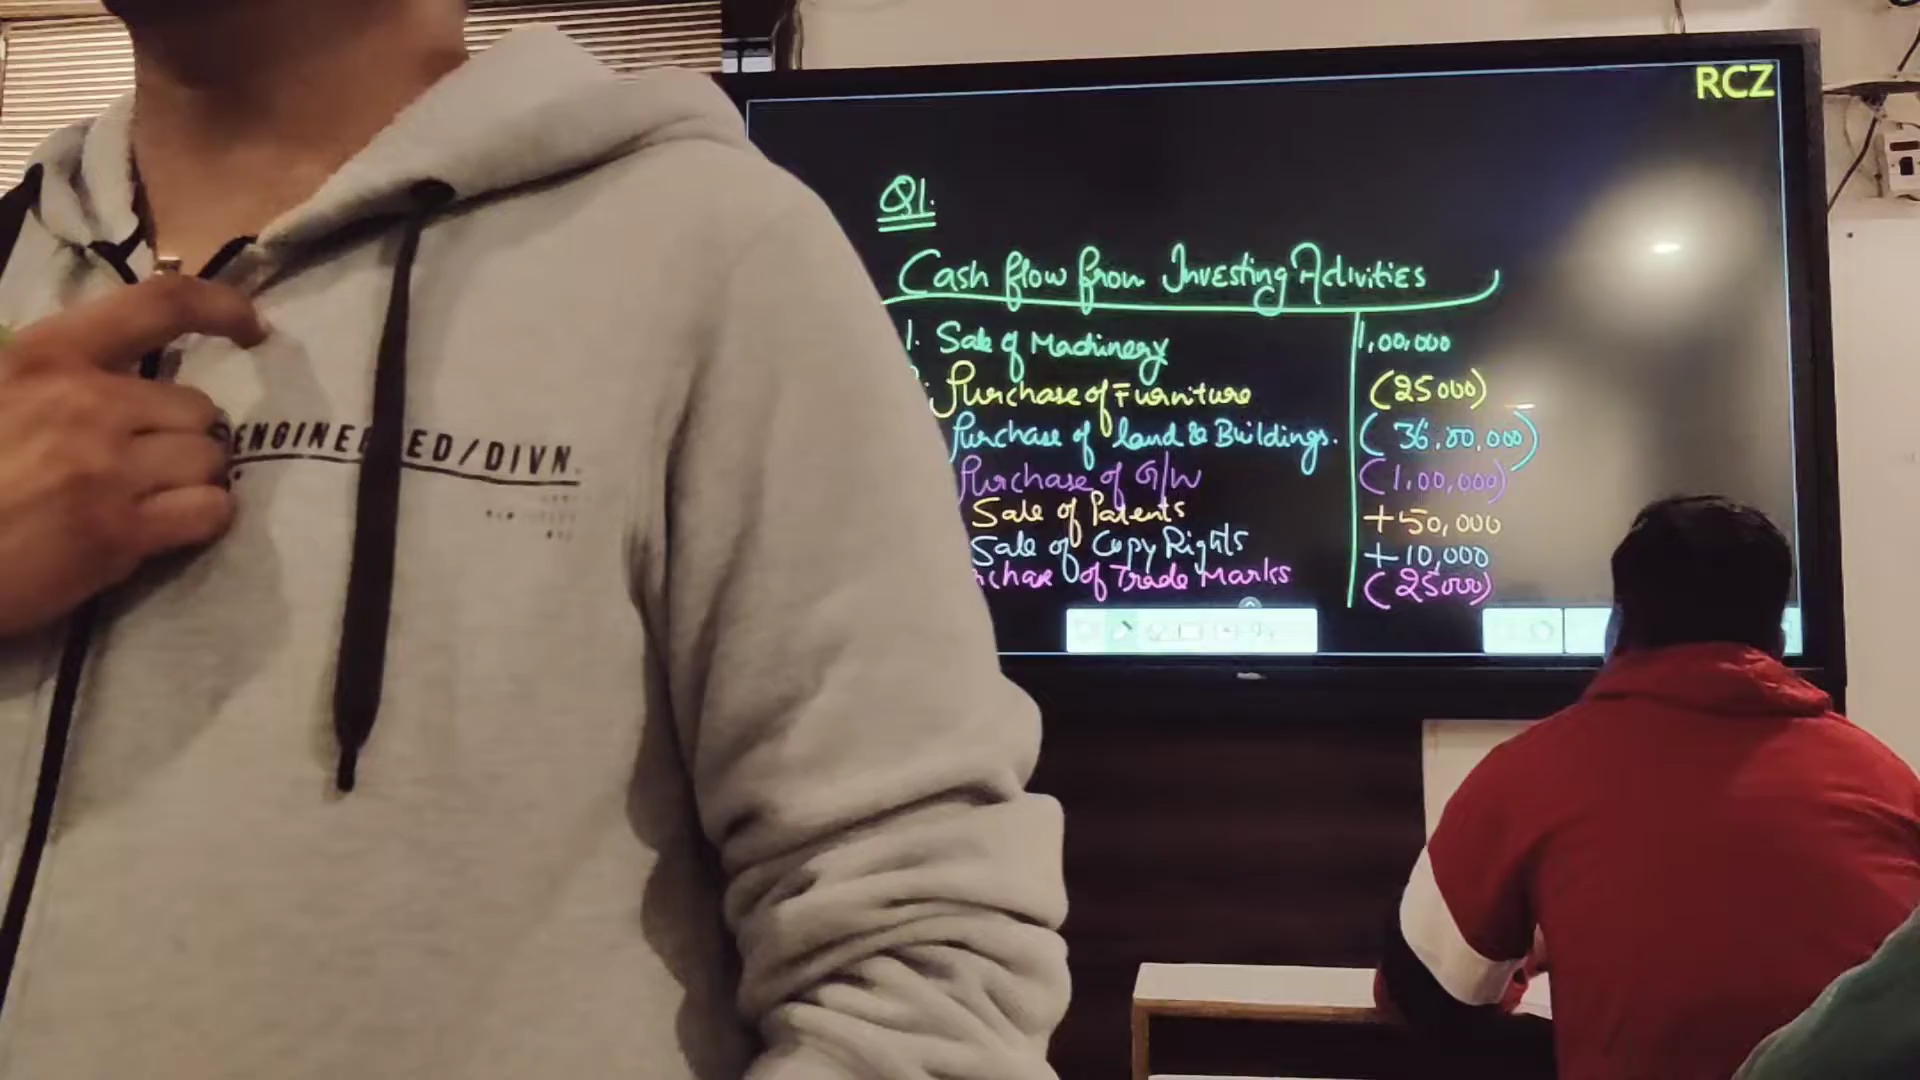 RCZ
Q1.
Cash flow from Investing Activities
1. Sale of Machinery 1,00,000
Purchase of Furniture (25000)
Purchase of land & Buildings. (36,00,000)
Purchase of G/W (1,00,000)
Sale of Patents +50,000
Sale of Copy Rights +10,000
chase of Trade Marks (25000)
ENGINEERED/DIVN.